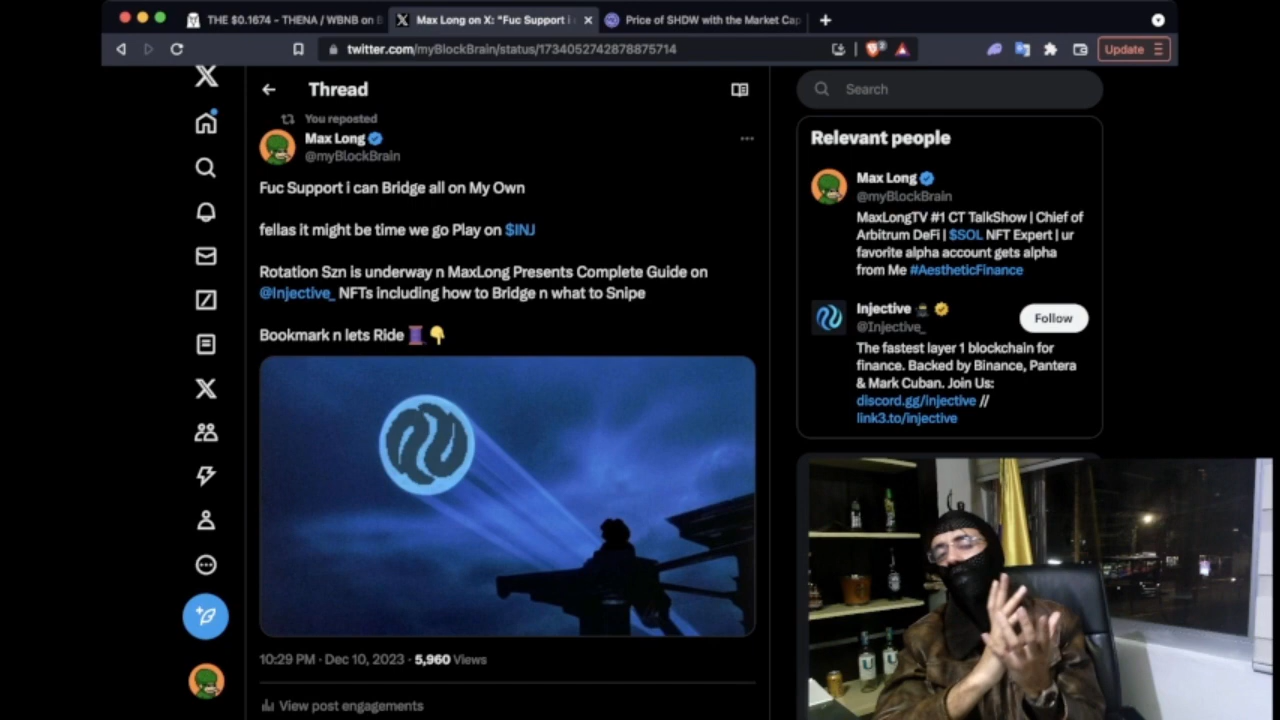 THE $0.1674 - THENA / WBNB on B
Max Long on X: "Fuc Support i
Price of SHDW with the Market Cap
twitter.com/myBlockBrain/status/1734052742878875714
Update
Thread
Search
You reposted
Max Long
@myBlockBrain
Fuc Support i can Bridge all on My Own
fellas it might be time we go Play on $INJ
Rotation Szn is underway n MaxLong Presents Complete Guide on
@Injective_ NFTs including how to Bridge n what to Snipe
Bookmark n lets Ride
10:29 PM · Dec 10, 2023 · 5,960 Views
View post engagements
Relevant people
Max Long
@myBlockBrain
MaxLongTV #1 CT TalkShow | Chief of
Arbitrum DeFi | $SOL NFT Expert | ur
favorite alpha account gets alpha
from Me #AestheticFinance
Injective
@Injective_
Follow
The fastest layer 1 blockchain for
finance. Backed by Binance, Pantera
& Mark Cuban. Join Us:
discord.gg/injective //
link3.to/injective